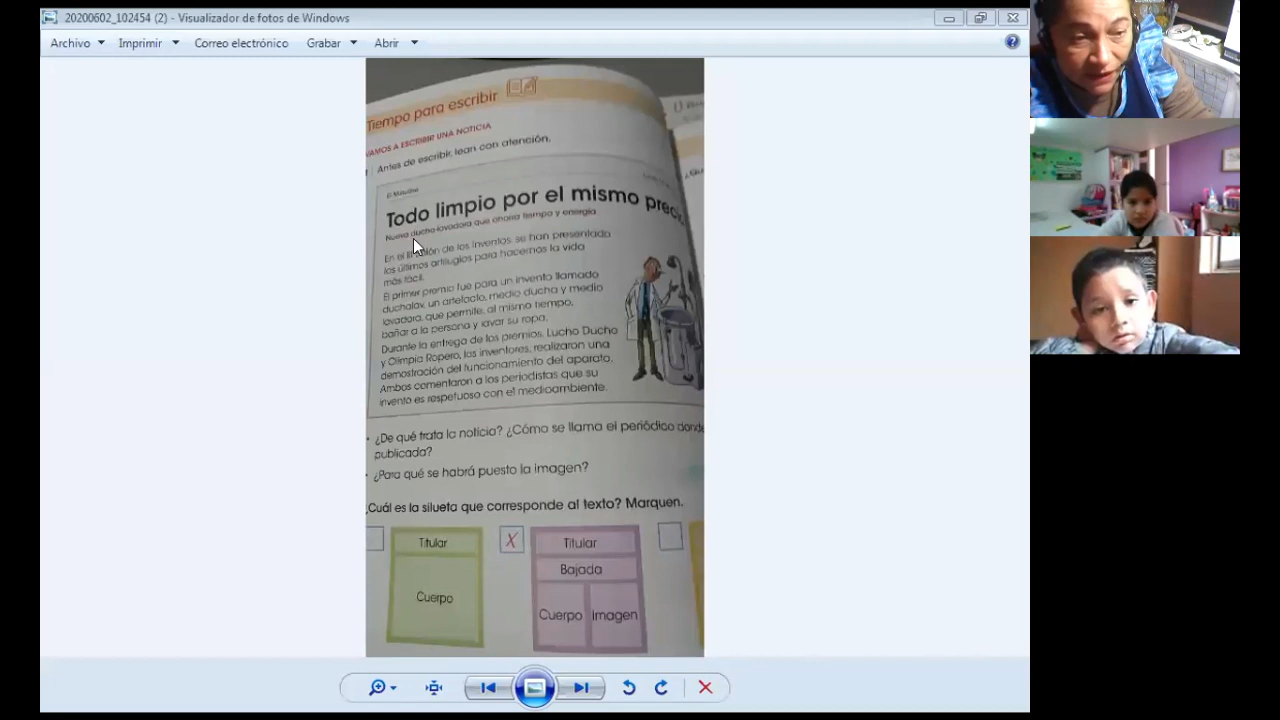 20200602_102454 (2) - Visualizador de fotos de Windows
Archivo Imprimir Correo electrónico Grabar Abrir
Tiempo para escribir
VAMOS A ESCRIBIR UNA NOTICIA
Antes de escribir, lean con atención.
El Matutino
Todo limpio por el mismo precio
Nueva ducha-lavadora que ahorra tiempo y energía
En el III Salón de los Inventos, se han presentado
los últimos artilugios para hacernos la vida
más fácil.
El primer premio fue para un invento llamado
duchalav, un artefacto, medio ducha y medio
lavadora, que permite, al mismo tiempo,
bañar a la persona y lavar su ropa.
Durante la entrega de los premios, Lucho Ducho
y Olimpia Ropero, los inventores, realizaron una
demostración del funcionamiento del aparato.
Ambos comentaron a los periodistas que su
invento es respetuoso con el medioambiente.
• ¿De qué trata la noticia? ¿Cómo se llama el periódico donde
publicada?
• ¿Para qué se habrá puesto la imagen?
¿Cuál es la silueta que corresponde al texto? Marquen.
Titular X Titular
Bajada
Cuerpo Cuerpo Imagen